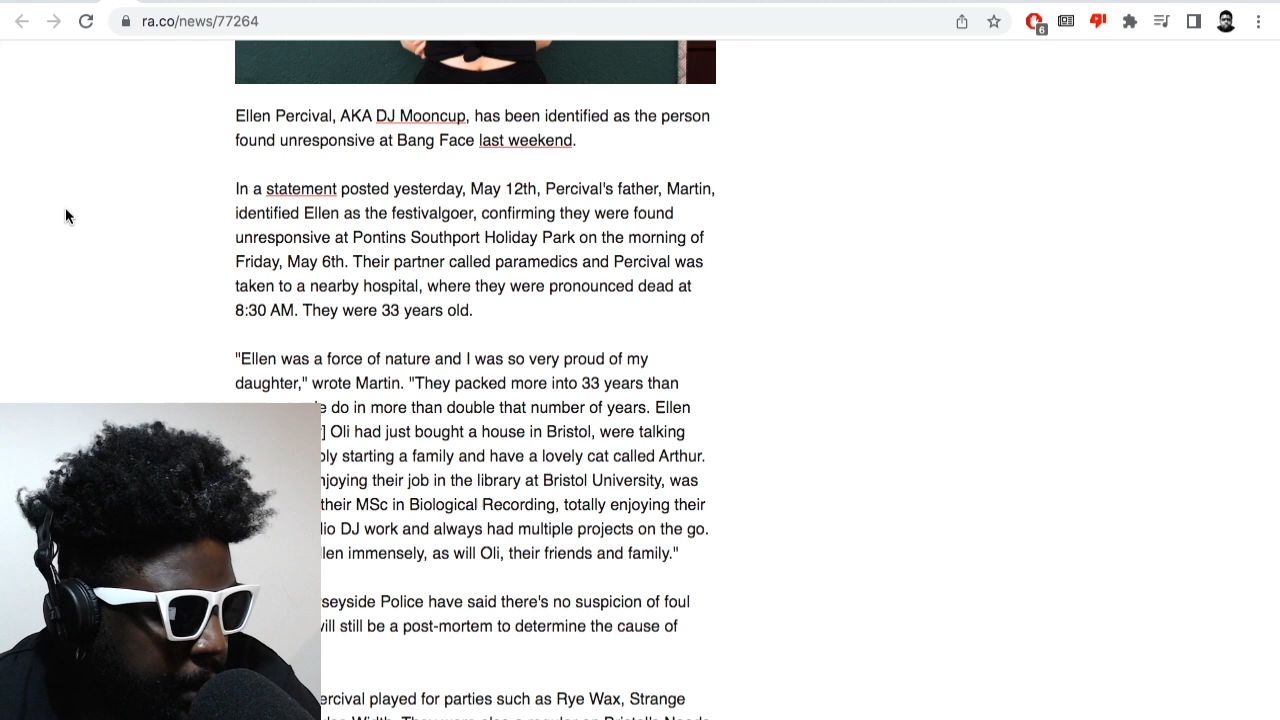 ra.co/news/77264
6
Ellen Percival, AKA DJ Mooncup, has been identified as the person
found unresponsive at Bang Face last weekend.
In a statement posted yesterday, May 12th, Percival's father, Martin,
identified Ellen as the festivalgoer, confirming they were found
unresponsive at Pontins Southport Holiday Park on the morning of
Friday, May 6th. Their partner called paramedics and Percival was
taken to a nearby hospital, where they were pronounced dead at
8:30 AM. They were 33 years old.
"Ellen was a force of nature and I was so very proud of my
daughter," wrote Martin. "They packed more into 33 years than
do in more than double that number of years. Ellen
] Oli had just bought a house in Bristol, were talking
starting a family and have a lovely cat called Arthur.
their job in the library at Bristol University, was
their MSc in Biological Recording, totally enjoying their
DJ work and always had multiple projects on the go.
immensely, as will Oli, their friends and family."
Police have said there's no suspicion of foul
still be a post-mortem to determine the cause of
played for parties such as Rye Wax, Strange